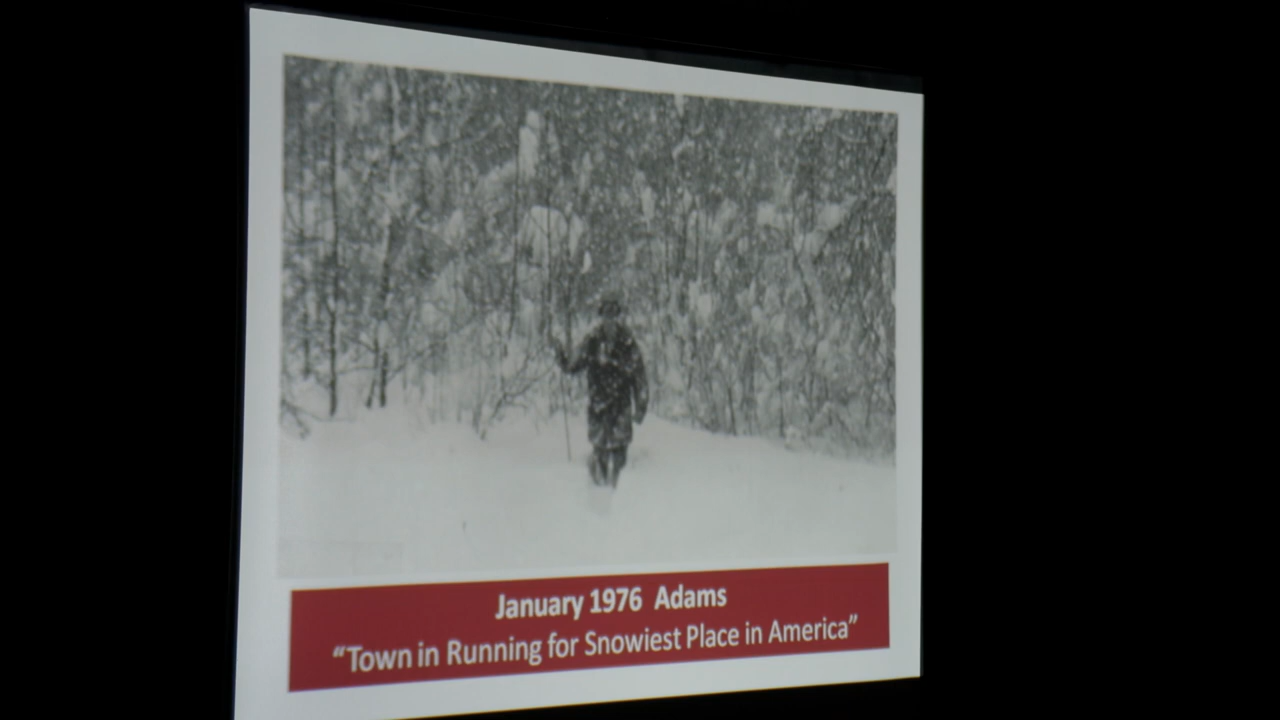 January 1976  Adams
“Town in Running for Snowiest Place in America”